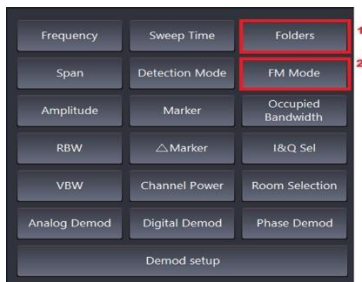 Frequency
Sweep Time
Folders
1
Span
Detection Mode
FM Mode
2
Amplitude
Marker
Occupied
Bandwidth
RBW
△Marker
I&Q Sel
VBW
Channel Power
Room Selection
Analog Demod
Digital Demod
Phase Demod
Demod setup